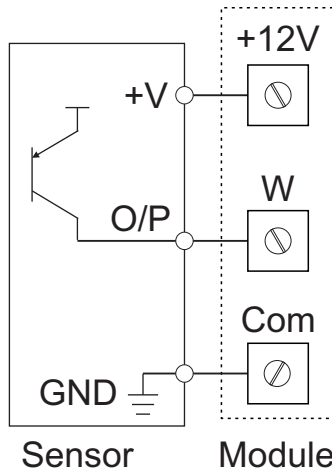 +12V
+V
W
O/P
Com
GND
Sensor
Module